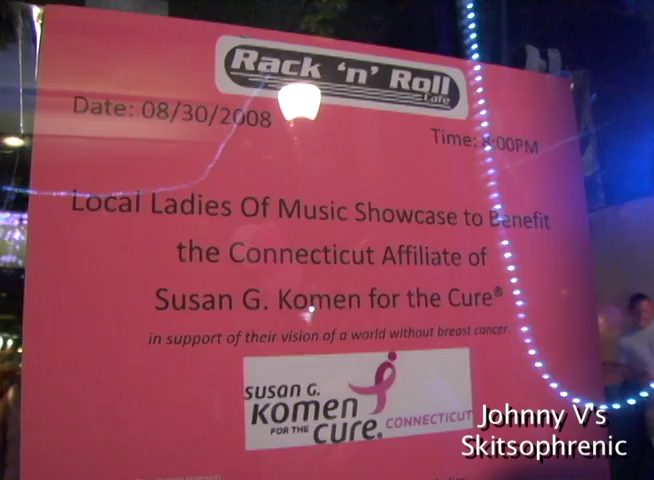 Rack 'n' Roll
Cafe
Date: 08/30/2008
Time: :00PM
Local Ladies Of Music Showcase to Benefit
the Connecticut Affiliate of
Susan G. Komen for the Cure®
in support of their vision of a world without breast cancer.
SUSAN G.
Komen
FOR THE
CURE.
CONNECTICUT
Johnny V's
Skitsophrenic